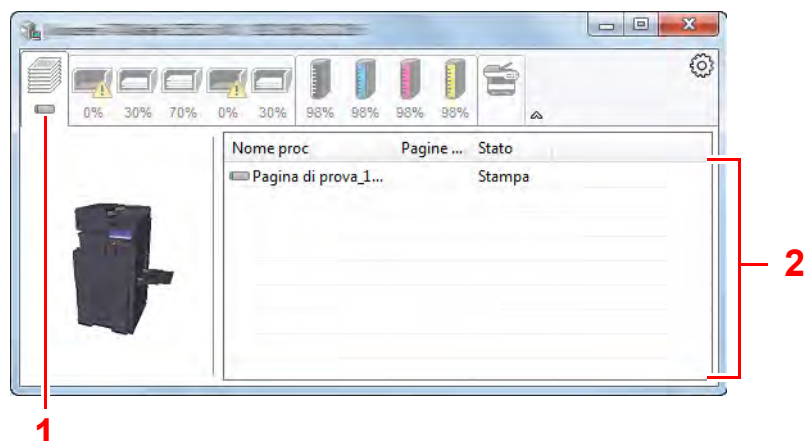 0% 30% 70% 0% 30% 98% 98% 98% 98%
Nome proc Pagine ... Stato
Pagina di prova_1... Stampa
2
1